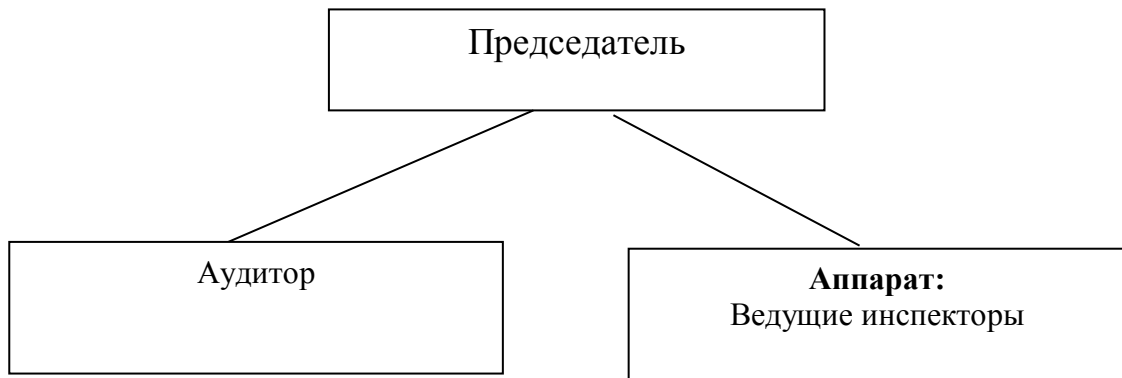 Председатель
Аудитор
Аппарат:
Ведущие инспекторы